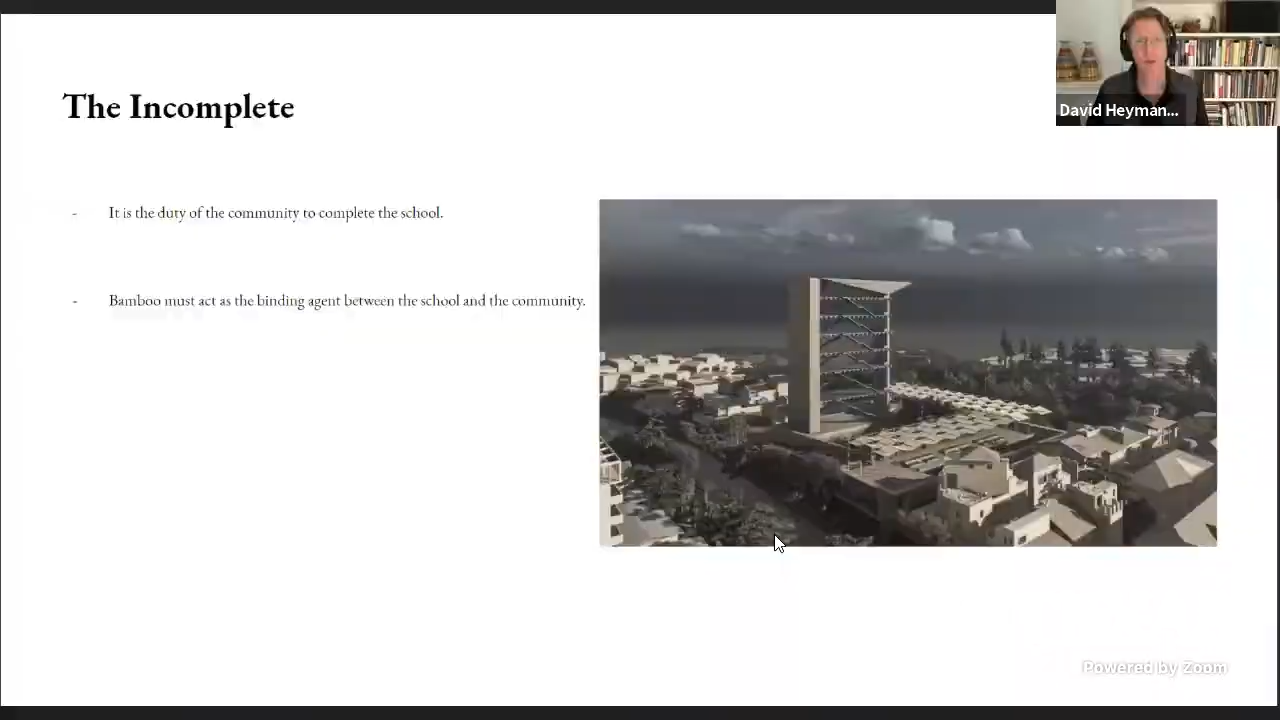 The Incomplete
David Heyman...
- It is the duty of the community to complete the school.
- Bamboo must act as the binding agent between the school and the community.
Powered by Zoom